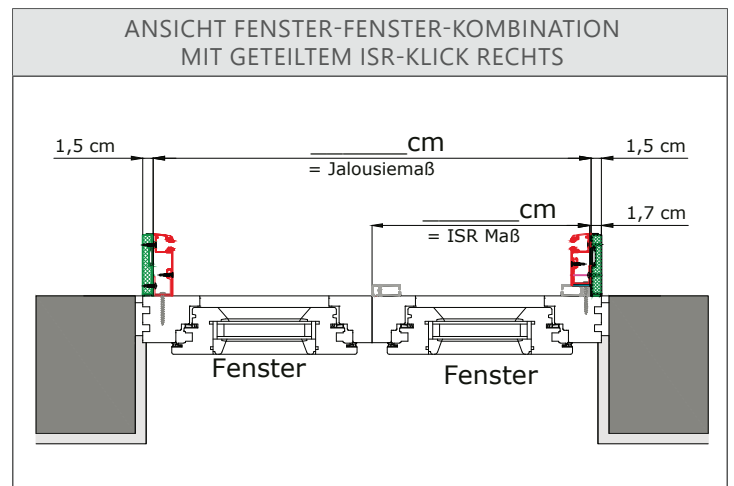 ANSICHT FENSTER-FENSTER-KOMBINATION
MIT GETEILTEM ISR-KLICK RECHTS
1,5 cm
________cm
1,5 cm
= Jalousiemaß
________cm
1,7 cm
= ISR Maß
Fenster
Fenster